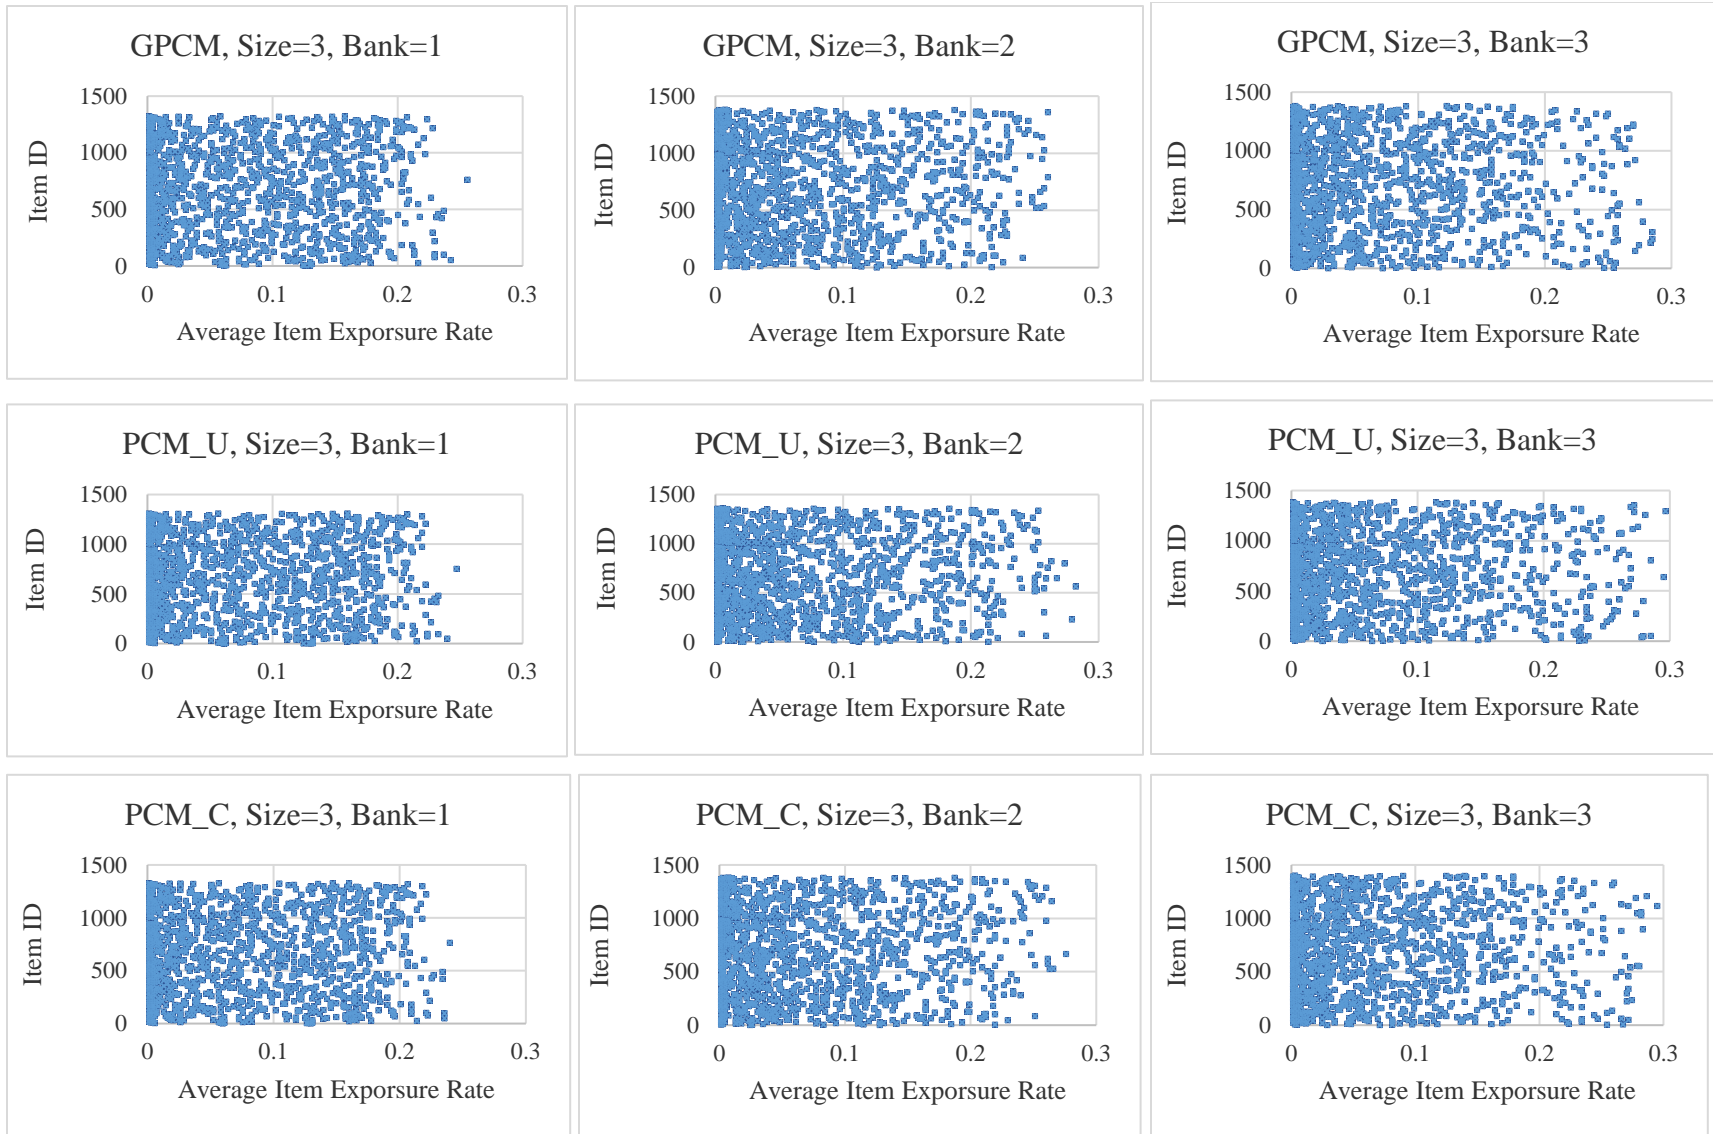 GPCM, Size=3, Bank=1
1500
1000
500
0
0 0.1 0.2 0.3
Item ID
Average Item Exporsure Rate
GPCM, Size=3, Bank=2
1500
1000
500
0
0 0.1 0.2 0.3
Item ID
Average Item Exporsure Rate
GPCM, Size=3, Bank=3
1500
1000
500
0
0 0.1 0.2 0.3
Item ID
Average Item Exporsure Rate
PCM_U, Size=3, Bank=1
1500
1000
500
0
0 0.1 0.2 0.3
Item ID
Average Item Exporsure Rate
PCM_U, Size=3, Bank=2
1500
1000
500
0
0 0.1 0.2 0.3
Item ID
Average Item Exporsure Rate
PCM_U, Size=3, Bank=3
1500
1000
500
0
0 0.1 0.2 0.3
Item ID
Average Item Exporsure Rate
PCM_C, Size=3, Bank=1
1500
1000
500
0
0 0.1 0.2 0.3
Item ID
Average Item Exporsure Rate
PCM_C, Size=3, Bank=2
1500
1000
500
0
0 0.1 0.2 0.3
Item ID
Average Item Exporsure Rate
PCM_C, Size=3, Bank=3
1500
1000
500
0
0 0.1 0.2 0.3
Item ID
Average Item Exporsure Rate